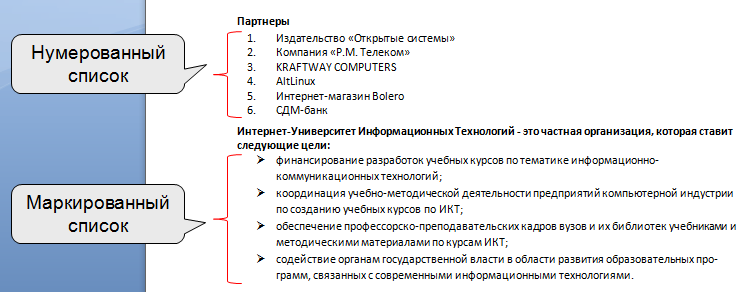 Партнеры
Нумерованный
список
1. Издательство «Открытые системы»
2. Компания «Р.М. Телеком»
3. KRAFTWAY COMPUTERS
4. AltLinux
5. Интернет-магазин Bolero
6. СДМ-банк
Интернет-Университет Информационных Технологий - это частная организация, которая ставит
следующие цели:
Маркированный
список
➢ финансирование разработок учебных курсов по тематике информационно-
коммуникационных технологий;
➢ координация учебно-методической деятельности предприятий компьютерной индустрии
по созданию учебных курсов по ИКТ;
➢ обеспечение профессорско-преподавательских кадров вузов и их библиотек учебниками и
методическими материалами по курсам ИКТ;
➢ содействие органам государственной власти в области развития образовательных про-
грамм, связанных с современными информационными технологиями.